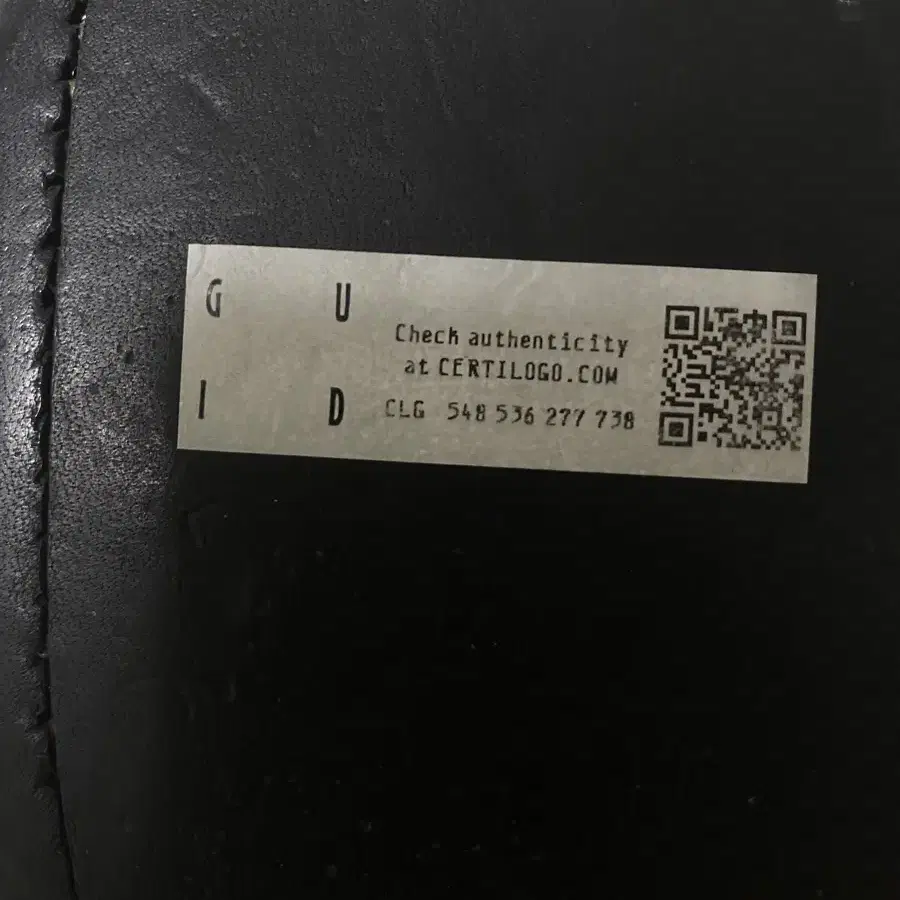 G U
I D
Check authenticity
at CERTILOGO.COM
CLG 548 536 277 738